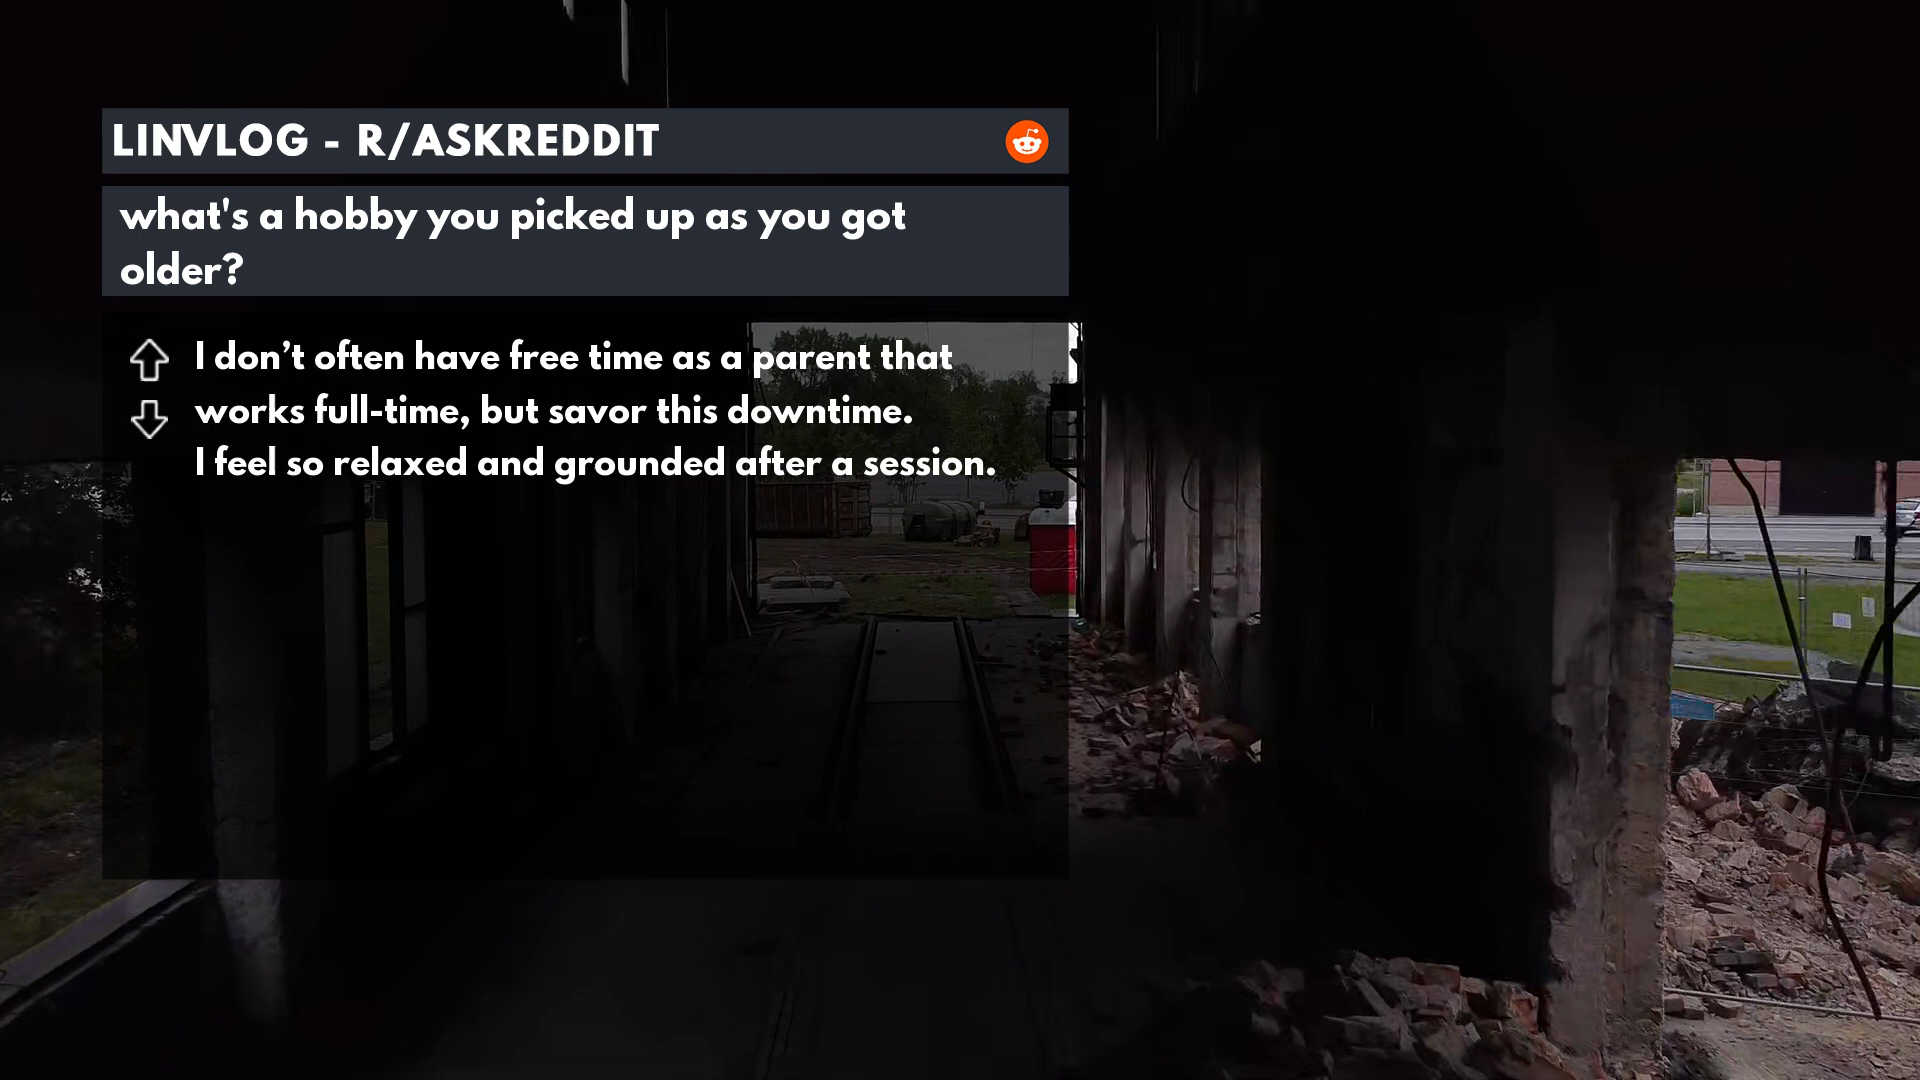 LINVLOG - R/ASKREDDIT
what's a hobby you picked up as you got
older?
I don’t often have free time as a parent that
works full-time, but savor this downtime.
I feel so relaxed and grounded after a session.